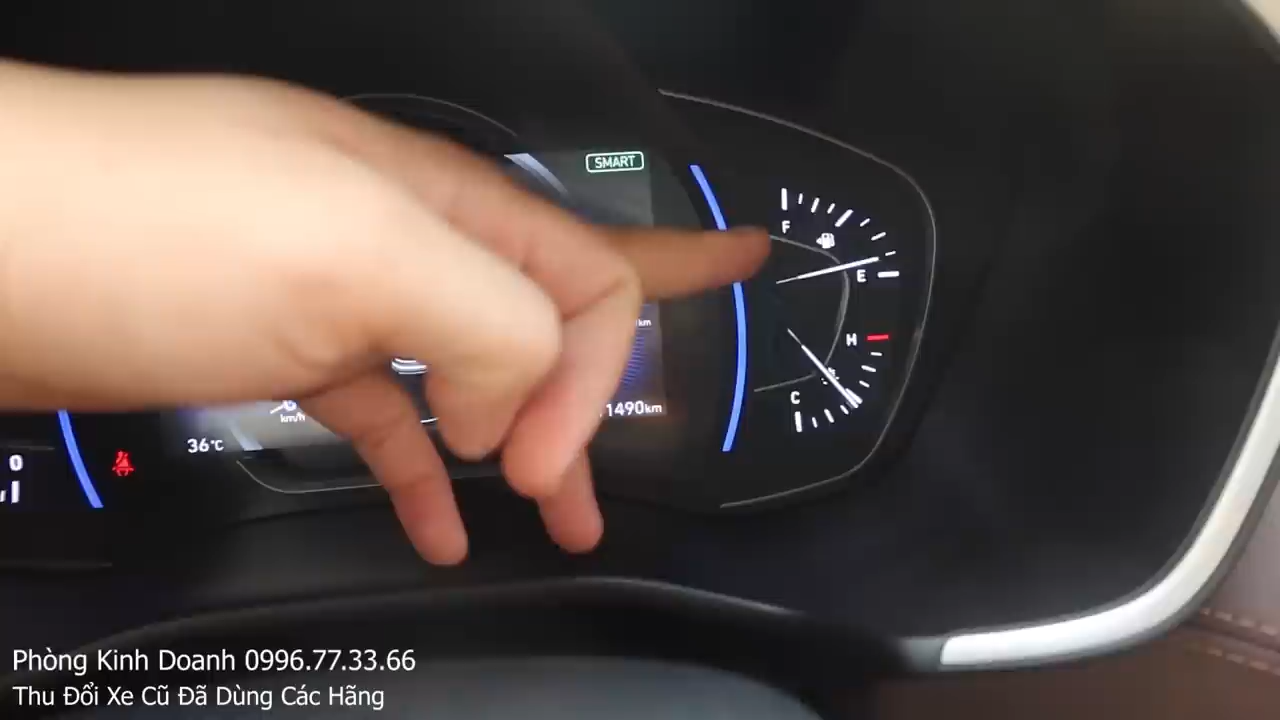 SMART
F
E
km
H
C
1490km
km/h
36°C
0
Phòng Kinh Doanh 0996.77.33.66
Thu Đổi Xe Cũ Đã Dùng Các Hãng